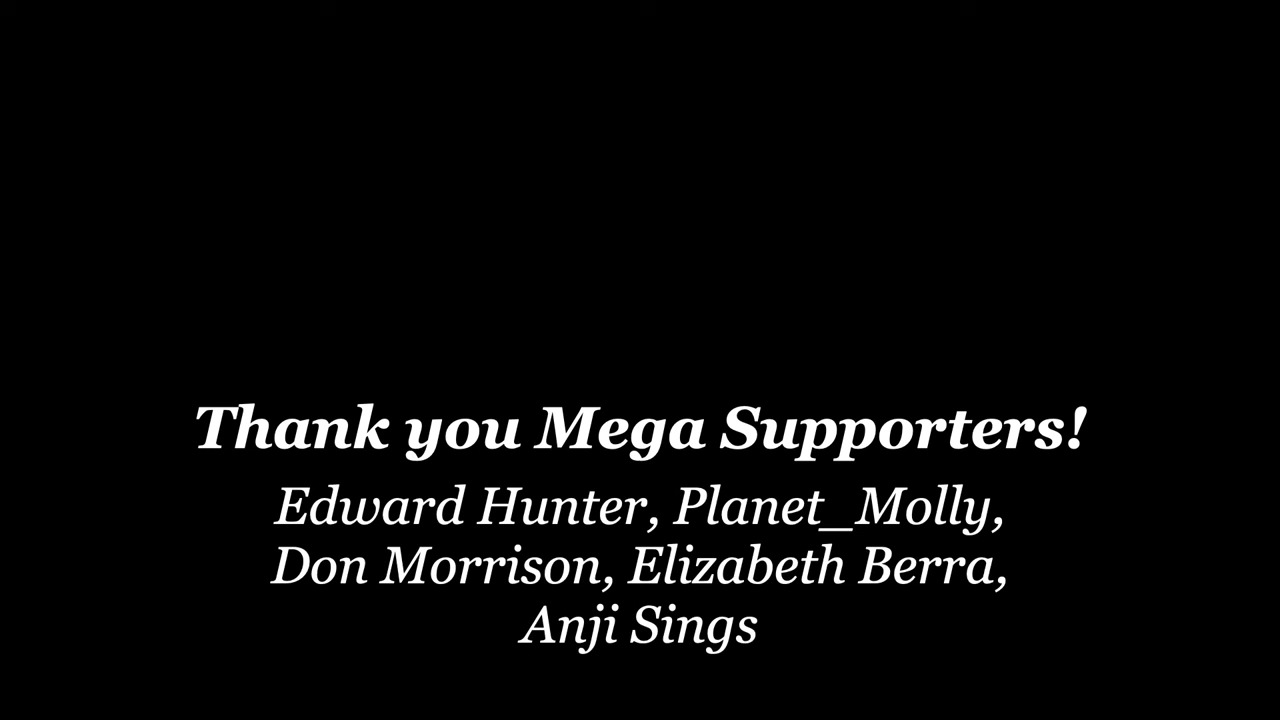 Thank you Mega Supporters!
Edward Hunter, Planet_Molly,
Don Morrison, Elizabeth Berra,
Anji Sings